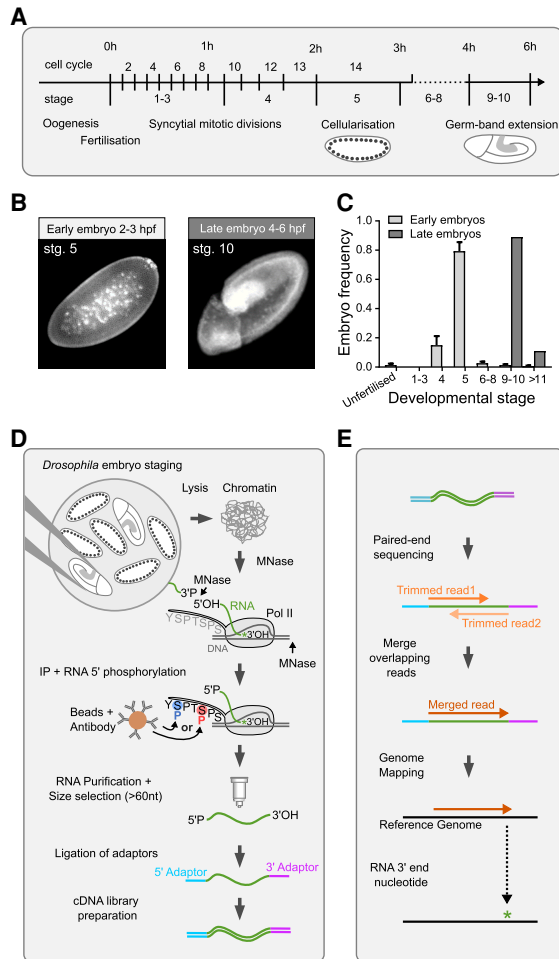 A
0h 1h 2h 3h 4h 6h
cell cycle 2 4 6 8 10 12 13 14
stage 1-3 4 5 6-8 9-10
Oogenesis Syncytial mitotic divisions Cellularisation Germ-band extension
Fertilisation
B
Early embryo 2-3 hpf
stg. 5
Late embryo 4-6 hpf
stg. 10
C
Early embryos
Late embryos
Embryo frequency
1.0
0.8
0.6
0.4
0.2
0.0
Unfertilised 1-3 4 5 6-8 9-10 >11
Developmental stage
D
Drosophila embryo staging
Lysis Chromatin
MNase
MNase
3'P
5'OH RNA
Pol II
YSPTSPS
*3'OH
DNA
MNase
IP + RNA 5' phosphorylation
5'P
Beads +
Antibody
YSPTSPS
P or P
*3'OH
RNA Purification +
Size selection (>60nt)
5'P 3'OH
Ligation of adaptors
5' Adaptor 3' Adaptor
cDNA library
preparation
E
Paired-end
sequencing
Trimmed read1
Trimmed read2
Merge
overlapping
reads
Merged read
Genome
Mapping
Reference Genome
RNA 3' end
nucleotide
*